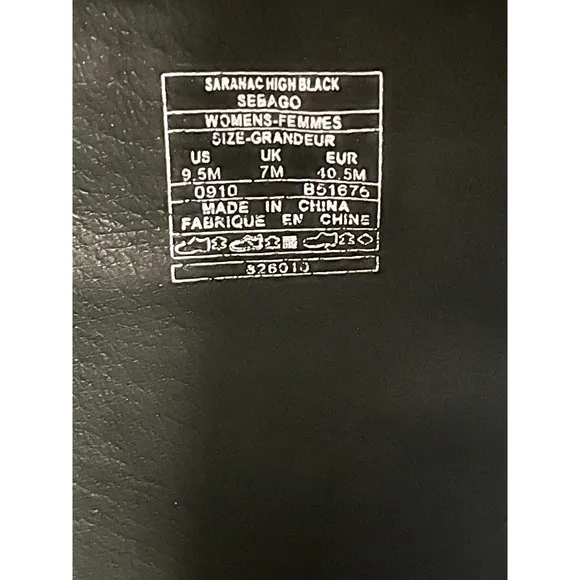 SARANAC HIGH BLACK
SEBAGO
WOMENS-FEMMES
SIZE-GRANDEUR
US UK EUR
9.5M 7M 40.5M
0910 B51676
MADE IN CHINA
FABRIQUE EN CHINE
826010